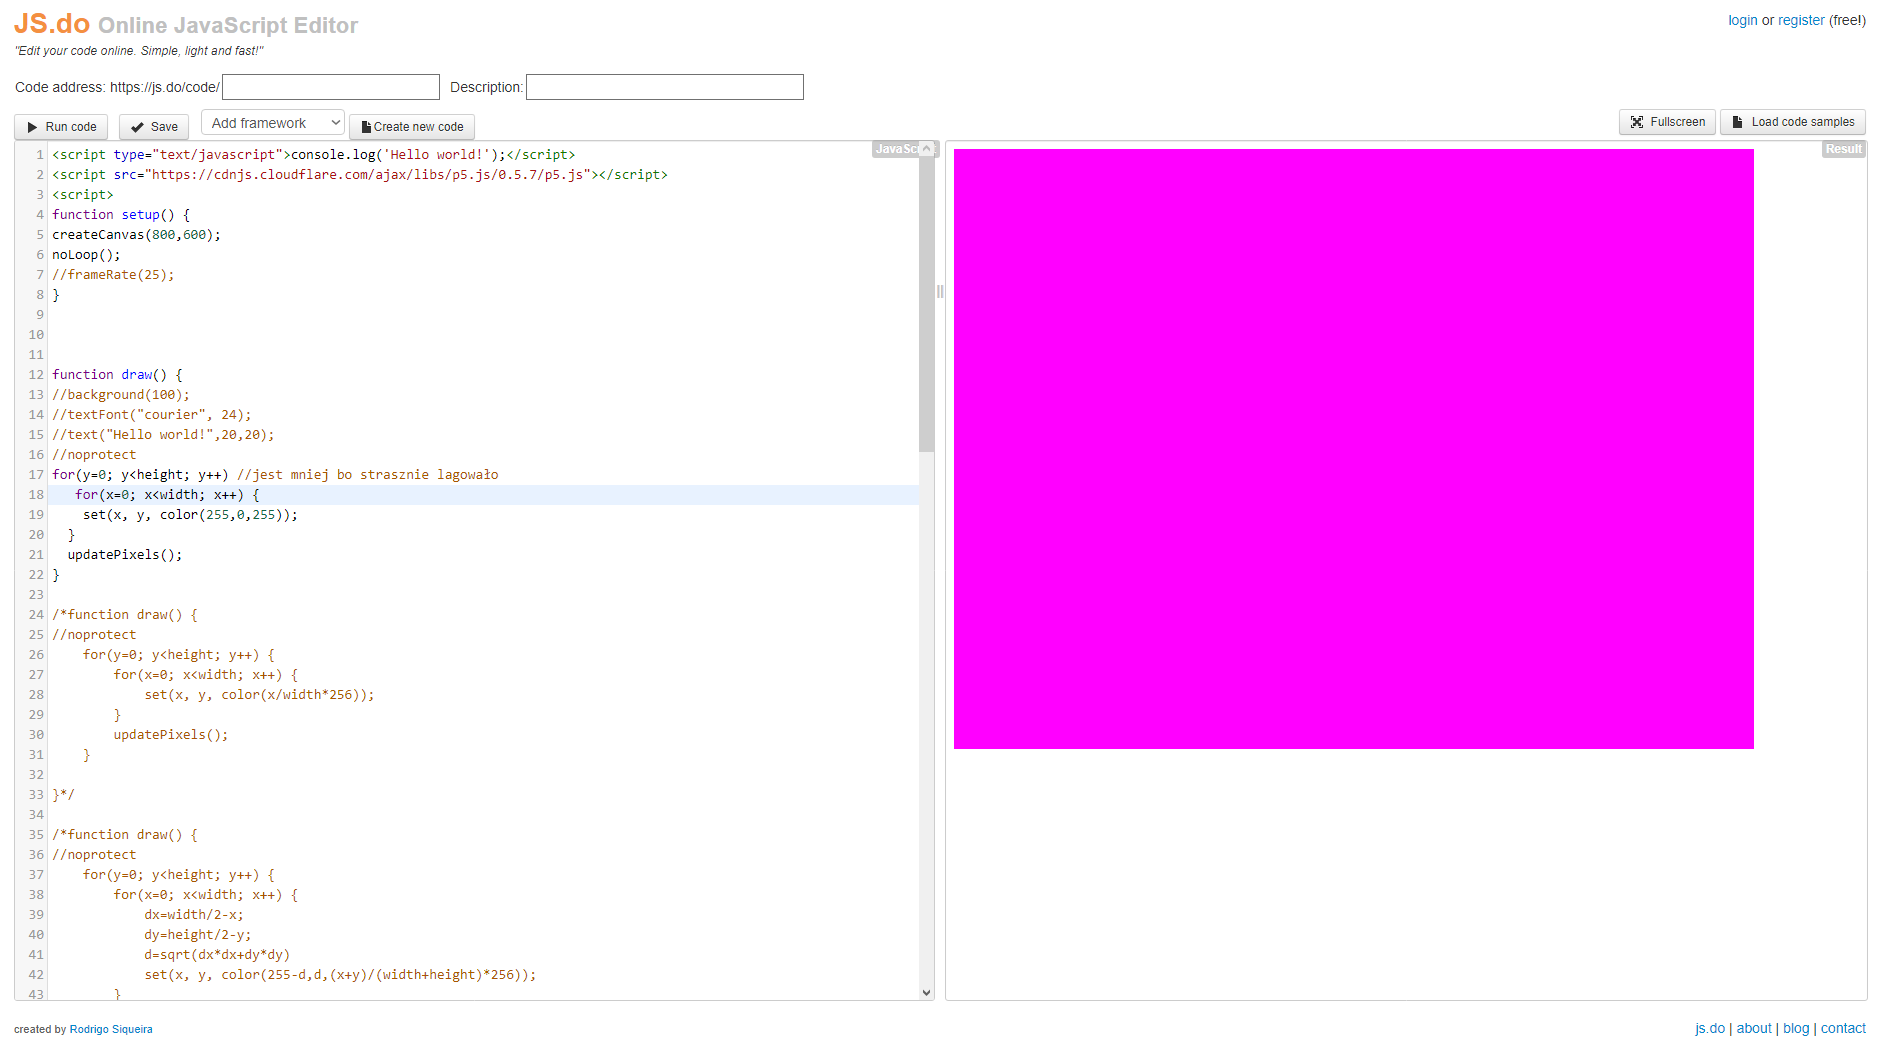 JS.do Online JavaScript Editor
login or register (free!)
"Edit your code online. Simple, light and fast!"
Code address: https://js.do/code/ Description:
Run code Save Add framework Create new code Fullscreen Load code samples
JavaSc Result
1 <script type="text/javascript">console.log('Hello world!');</script>
2 <script src="https://cdnjs.cloudflare.com/ajax/libs/p5.js/0.5.7/p5.js"></script>
3 <script>
4 function setup() {
5 createCanvas(800,600);
6 noLoop();
7 //frameRate(25);
8 }
9
10
11
12 function draw() {
13 //background(100);
14 //textFont("courier", 24);
15 //text("Hello world!",20,20);
16 //noprotect
17 for(y=0; y<height; y++) //jest mniej bo strasznie lagowało
18 for(x=0; x<width; x++) {
19 set(x, y, color(255,0,255));
20 }
21 updatePixels();
22 }
23
24 /*function draw() {
25 //noprotect
26 for(y=0; y<height; y++) {
27 for(x=0; x<width; x++) {
28 set(x, y, color(x/width*256));
29 }
30 updatePixels();
31 }
32
33 }*/
34
35 /*function draw() {
36 //noprotect
37 for(y=0; y<height; y++) {
38 for(x=0; x<width; x++) {
39 dx=width/2-x;
40 dy=height/2-y;
41 d=sqrt(dx*dx+dy*dy)
42 set(x, y, color(255-d,d,(x+y)/(width+height)*256));
43 }
created by Rodrigo Siqueira
js.do | about | blog | contact